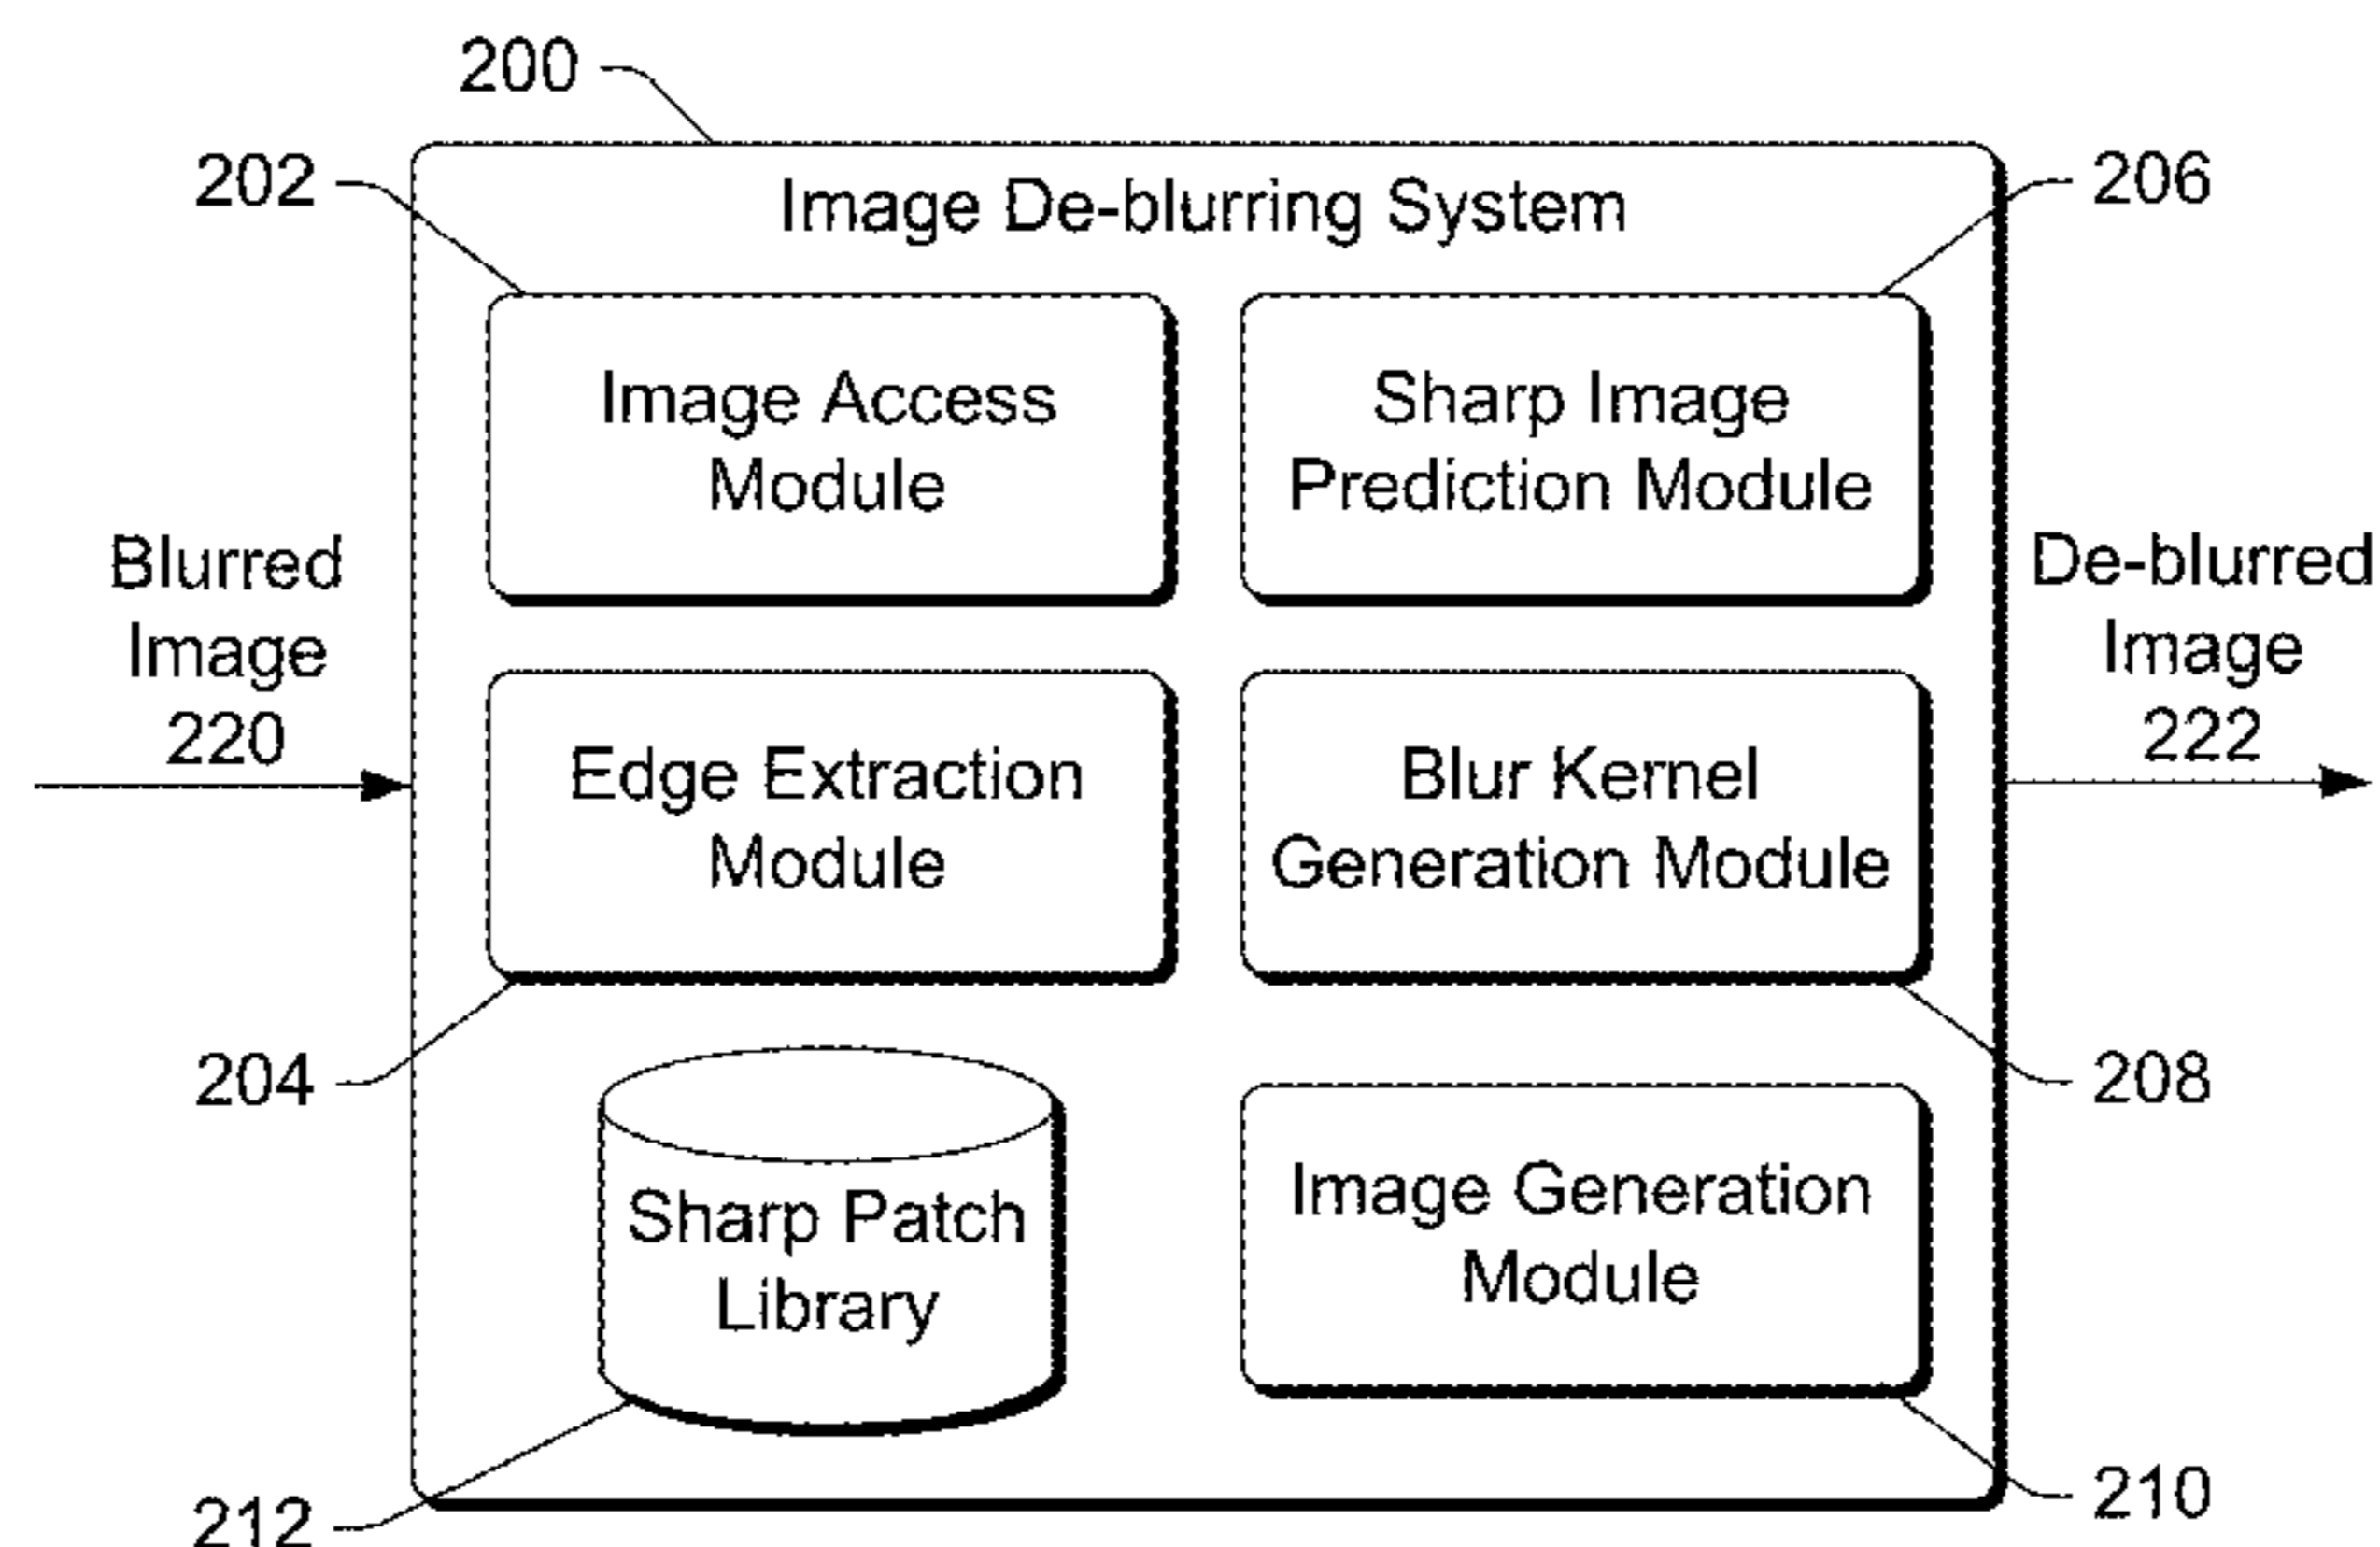 200
202
Image De-blurring System
206
Image Access
Module
Sharp Image
Prediction Module
Blurred
Image
220
De-blurred
Image
222
Edge Extraction
Module
Blur Kernel
Generation Module
204
208
Sharp Patch
Library
Image Generation
Module
212
210